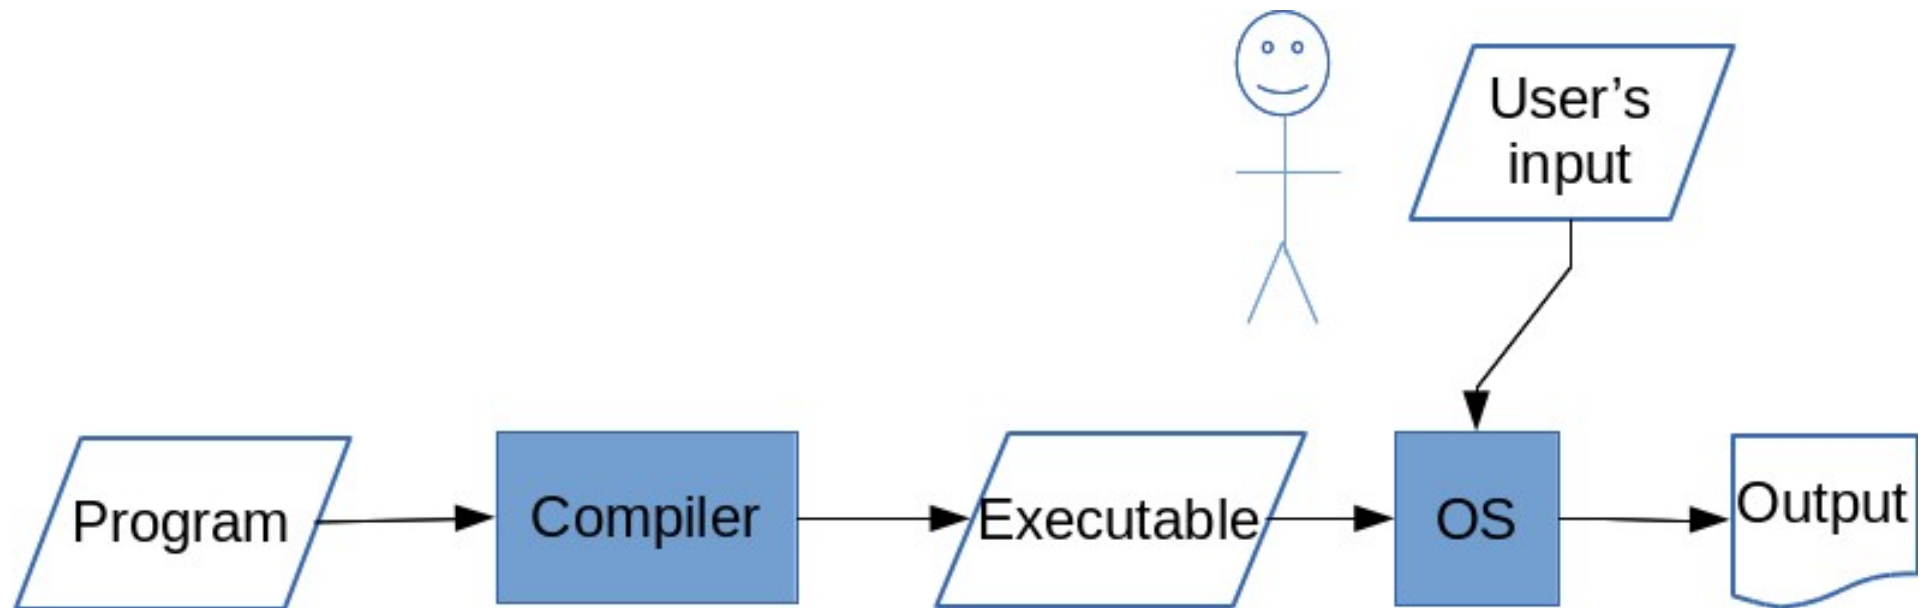 User’s
input
Program
Compiler
Executable
OS
Output